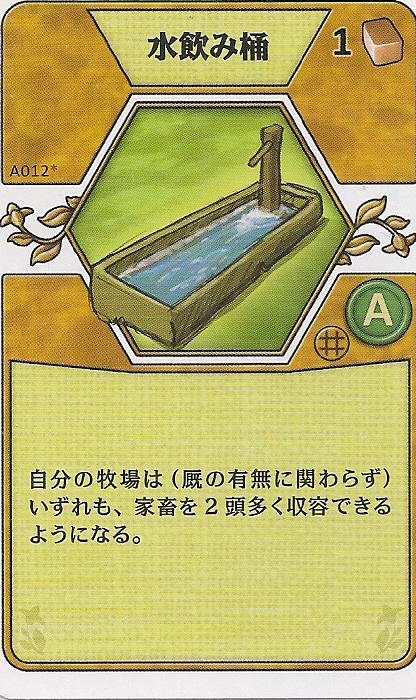 水飲み桶
1
A012*
A
自分の牧場は（厩の有無に関わらず）
いずれも、家畜を2頭多く収容できる
ようになる。